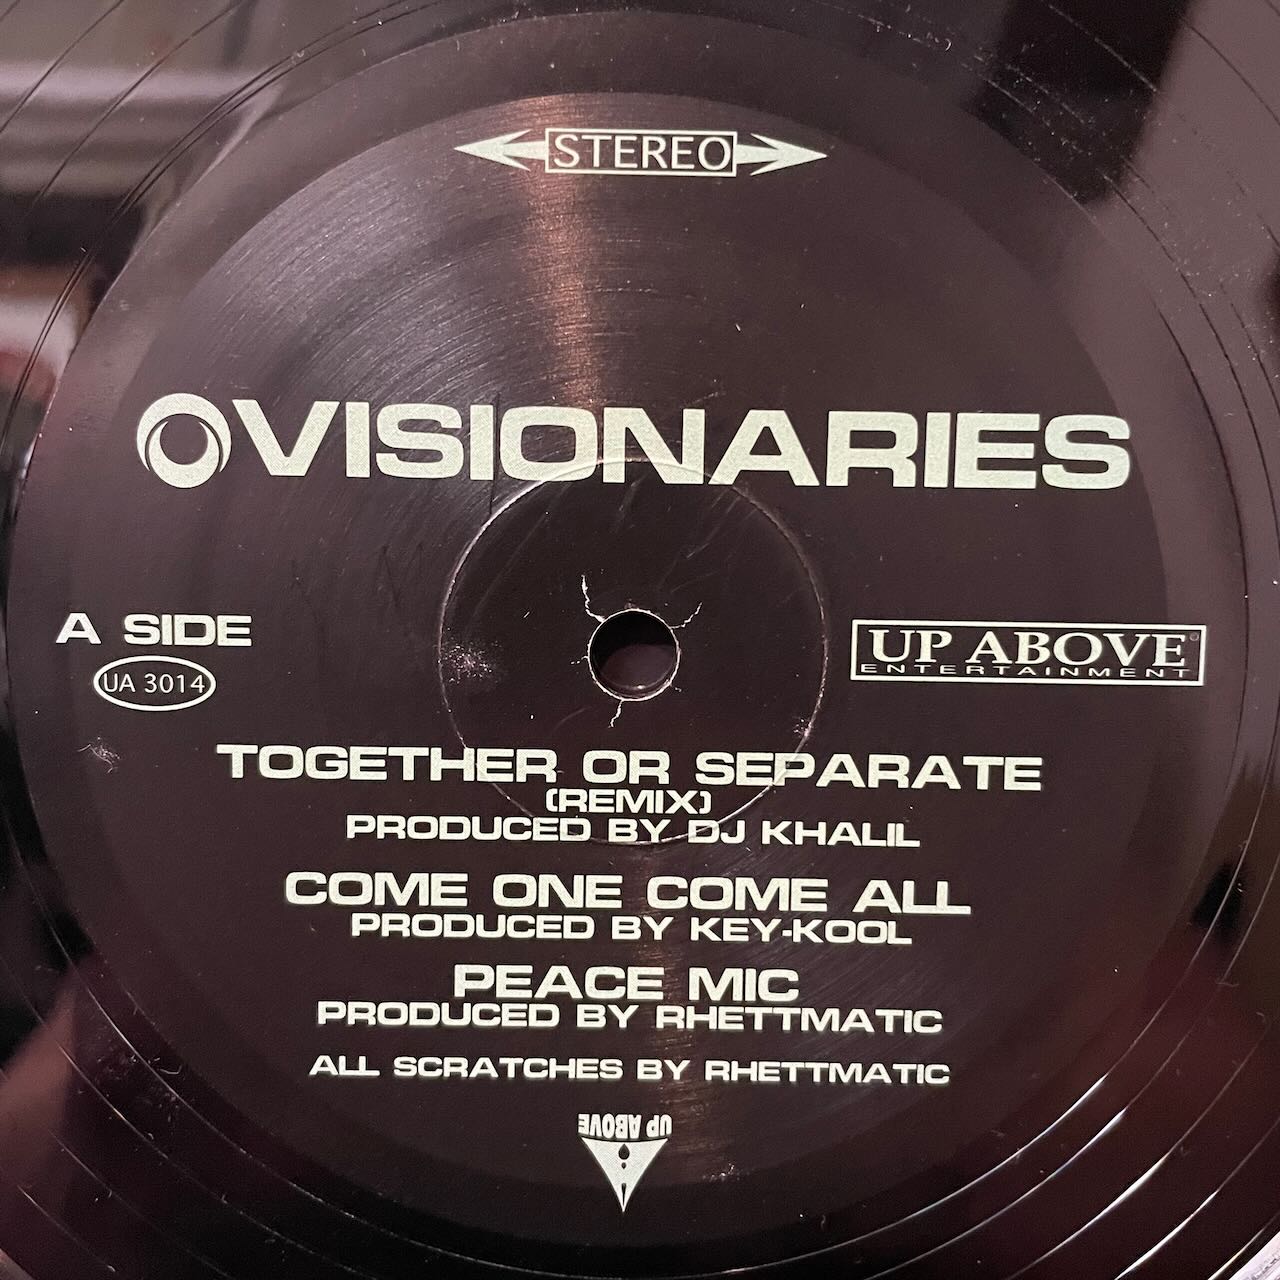 STEREO
VISIONARIES
A SIDE
UA 3014
UP ABOVE
ENTERTAINMENT
TOGETHER OR SEPARATE
(REMIX)
PRODUCED BY DJ KHALIL
COME ONE COME ALL
PRODUCED BY KEY-KOOL
PEACE MIC
PRODUCED BY RHETTMATIC
ALL SCRATCHES BY RHETTMATIC
UP ABOVE